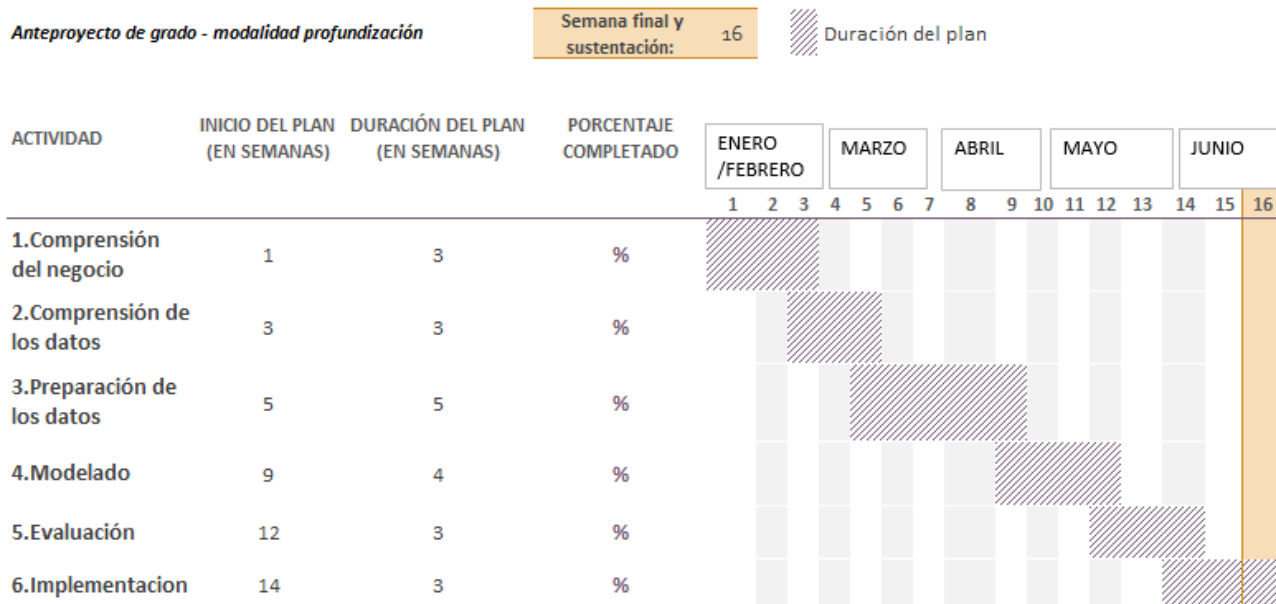 Anteproyecto de grado - modalidad profundización
Semana final y
sustentación:
16
Duración del plan
ACTIVIDAD
INICIO DEL PLAN
(EN SEMANAS)
DURACIÓN DEL PLAN
(EN SEMANAS)
PORCENTAJE
COMPLETADO
ENERO
/FEBRERO
MARZO
ABRIL
MAYO
JUNIO
1 2 3 4 5 6 7 8 9 10 11 12 13 14 15 16
1.Comprensión
del negocio
1 3 %
2.Comprensión de
los datos
3 3 %
3.Preparación de
los datos
5 5 %
4.Modelado 9 4 %
5.Evaluación 12 3 %
6.Implementacion 14 3 %